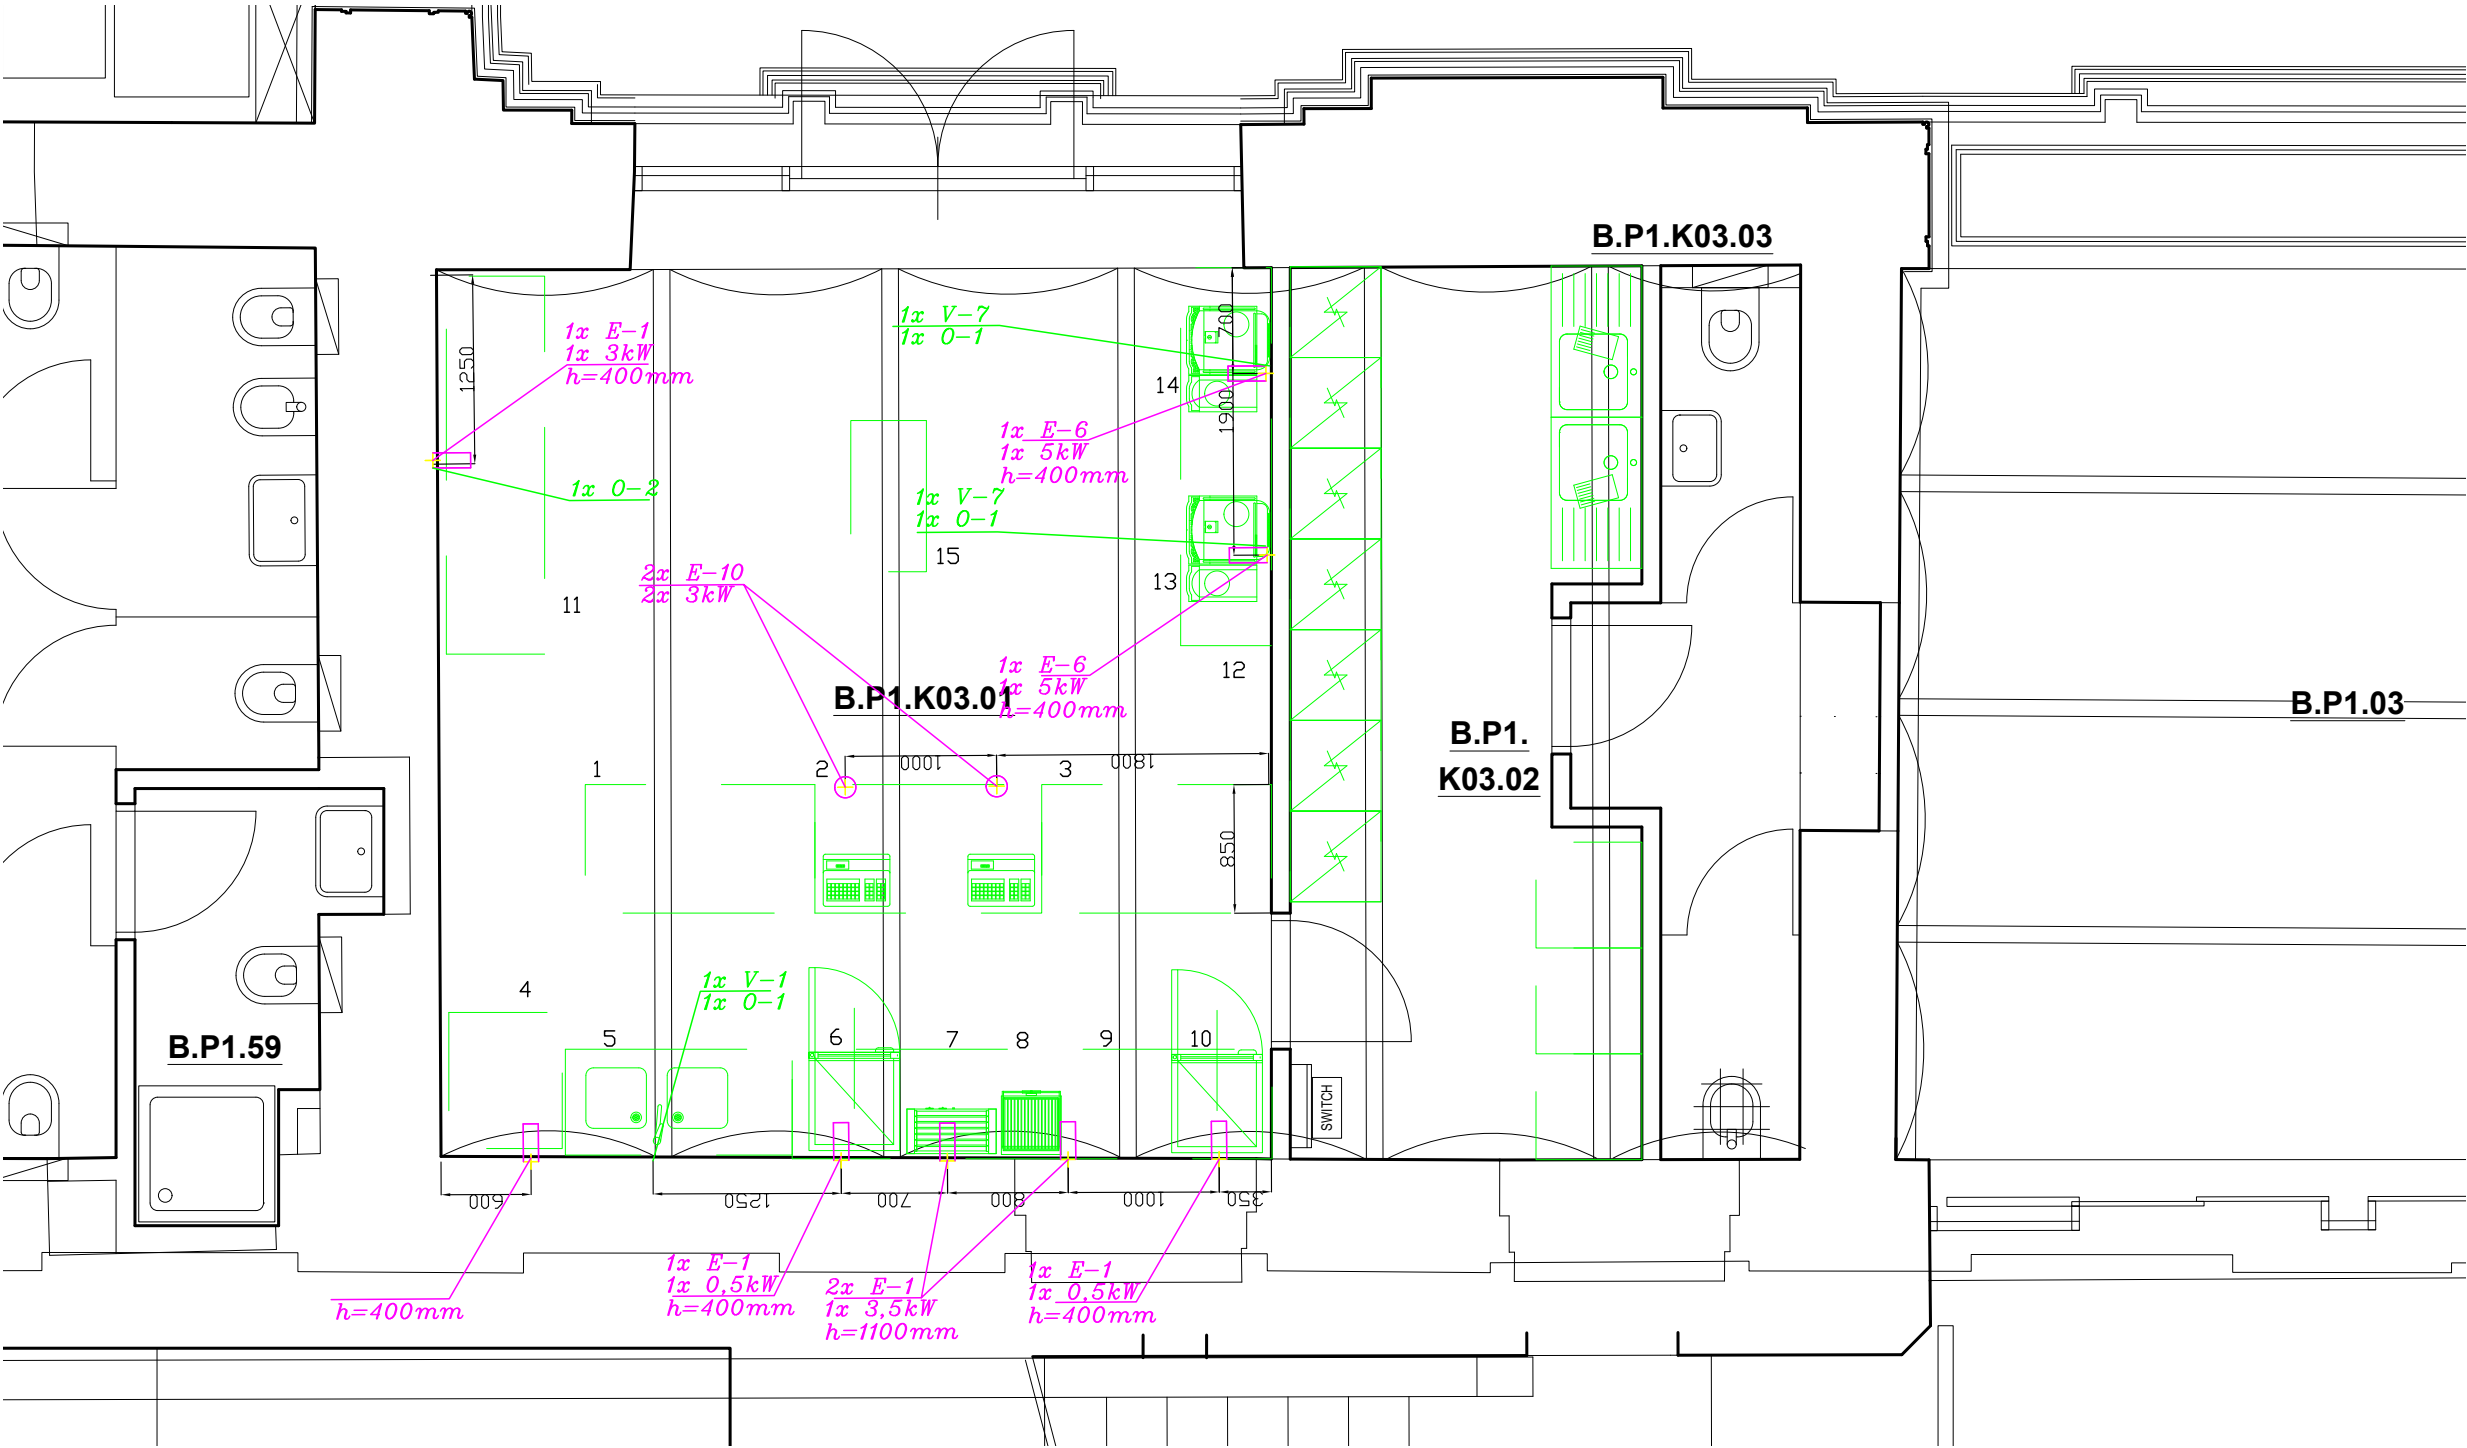 B.P1.K03.03
1x E-1
1x 3kW
h=400mm
1250
1x V-7
1x O-1
700
14
1900
1x E-6
1x 5kW
h=400mm
1x O-2
1x V-7
1x O-1
15
13
2x E-10
2x 3kW
11
12
1x E-6
1x 5kW
h=400mm
B.P1.K03.01
B.P1.
K03.02
B.P1.03
1
2
1000
3
1800
850
4
1x V-1
1x O-1
B.P1.59
5
6
7
8
9
10
SWITCH
600
1250
700
800
1000
350
h=400mm
1x E-1
1x 0,5kW
h=400mm
2x E-1
1x 3,5kW
h=1100mm
1x E-1
1x 0,5kW
h=400mm